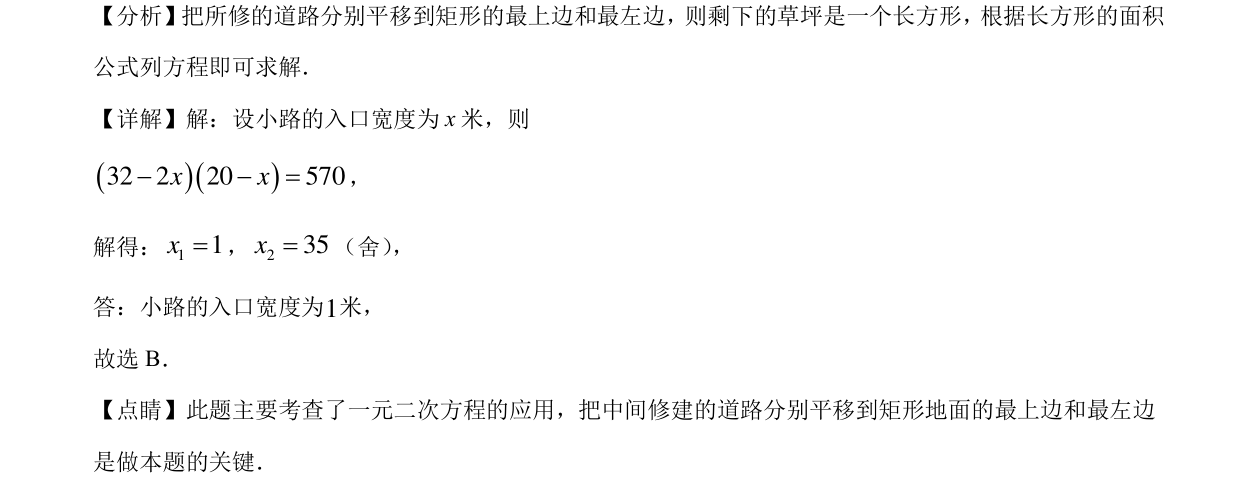 【分析】把所修的道路分别平移到矩形的最上边和最左边，则剩下的草坪是一个长方形，根据长方形的面积
公式列方程即可求解．
【详解】解：设小路的入口宽度为 x 米，则
(32－2x)(20－x)＝570，
解得：x₁＝1，x₂＝35（舍），
答：小路的入口宽度为1米，
故选 B．
【点睛】此题主要考查了一元二次方程的应用，把中间修建的道路分别平移到矩形地面的最上边和最左边
是做本题的关键．